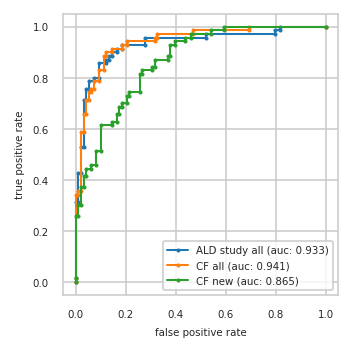 1.0
0.8
0.6
0.4
0.2
0.0
true positive rate
ALD study all (auc: 0.933)
CF all (auc: 0.941)
CF new (auc: 0.865)
0.0 0.2 0.4 0.6 0.8 1.0
false positive rate